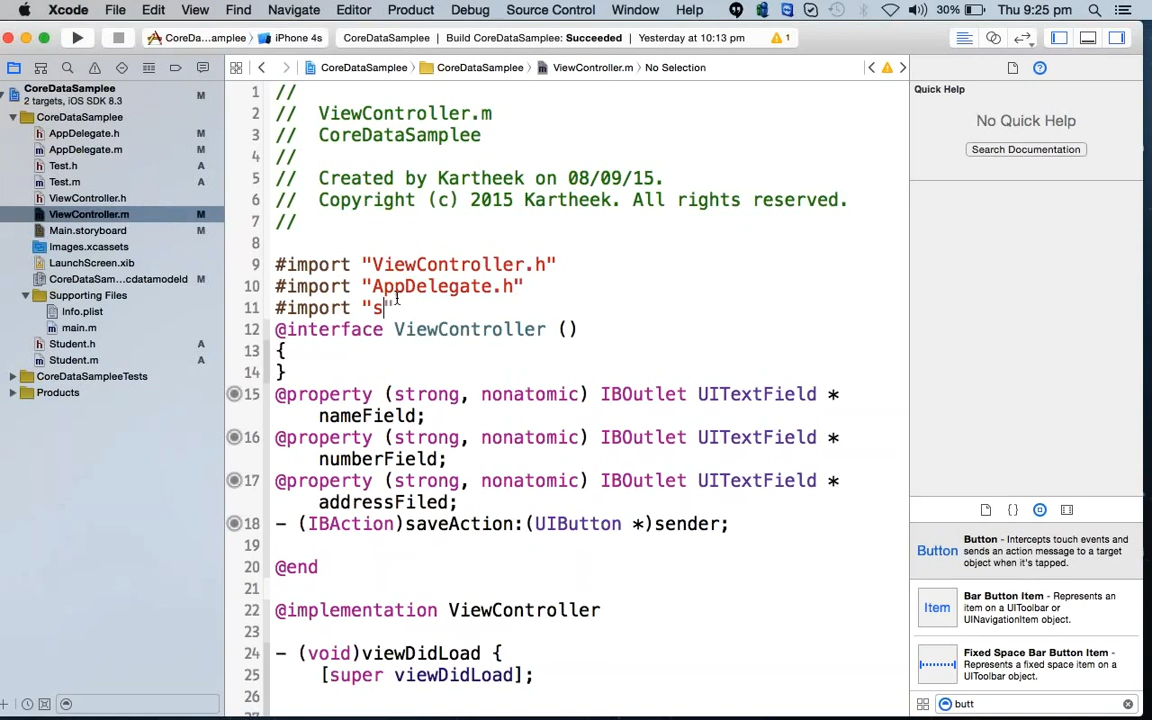 Xcode File Edit View Find Navigate Editor Product Debug Source Control Window Help 30% Thu 9:25 pm
CoreDa...amplee iPhone 4s CoreDataSamplee Build CoreDataSamplee: Succeeded Yesterday at 10:13 pm 1
CoreDataSamplee CoreDataSamplee ViewController.m No Selection
CoreDataSamplee M
2 targets, iOS SDK 8.3
CoreDataSamplee
AppDelegate.h M
AppDelegate.m M
Test.h A
Test.m A
ViewController.h
ViewController.m M
Main.storyboard M
Images.xcassets
LaunchScreen.xib
CoreDataSam...cdatamodeld M
Supporting Files
Info.plist
main.m
Student.h A
Student.m A
CoreDataSampleeTests
Products
1 //
2 // ViewController.m
3 // CoreDataSamplee
4 //
5 // Created by Kartheek on 08/09/15.
6 // Copyright (c) 2015 Kartheek. All rights reserved.
7 //
8
9 #import "ViewController.h"
10 #import "AppDelegate.h"
11 #import "s"
12 @interface ViewController ()
13 {
14 }
15 @property (strong, nonatomic) IBOutlet UITextField *
nameField;
16 @property (strong, nonatomic) IBOutlet UITextField *
numberField;
17 @property (strong, nonatomic) IBOutlet UITextField *
addressFiled;
18 - (IBAction)saveAction:(UIButton *)sender;
19
20 @end
21
22 @implementation ViewController
23
24 - (void)viewDidLoad {
25 [super viewDidLoad];
26
Quick Help
No Quick Help
Search Documentation
Button
Button - Intercepts touch events and
sends an action message to a target
object when it's tapped.
Item
Bar Button Item - Represents an
item on a UIToolbar or
UINavigationItem object.
Fixed Space Bar Button Item -
Represents a fixed space item on a
UIToolbar object.
butt